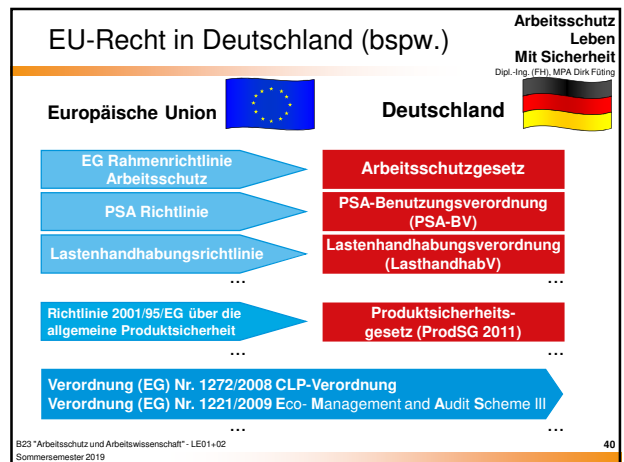 EU-Recht in Deutschland (bspw.)
Arbeitsschutz
Leben
Mit Sicherheit
Dipl.-Ing. (FH), MPA Dirk Füting
Europäische Union
Deutschland
EG Rahmenrichtlinie
Arbeitsschutz
Arbeitsschutzgesetz
PSA Richtlinie
PSA-Benutzungsverordnung
(PSA-BV)
Lastenhandhabungsrichtlinie
Lastenhandhabungsverordnung
(LasthandhabV)
...
...
Richtlinie 2001/95/EG über die
allgemeine Produktsicherheit
Produktsicherheits-
gesetz (ProdSG 2011)
...
...
Verordnung (EG) Nr. 1272/2008 CLP-Verordnung
Verordnung (EG) Nr. 1221/2009 Eco- Management and Audit Scheme III
...
...
B23 "Arbeitsschutz und Arbeitswissenschaft" - LE01+02
Sommersemester 2019
40